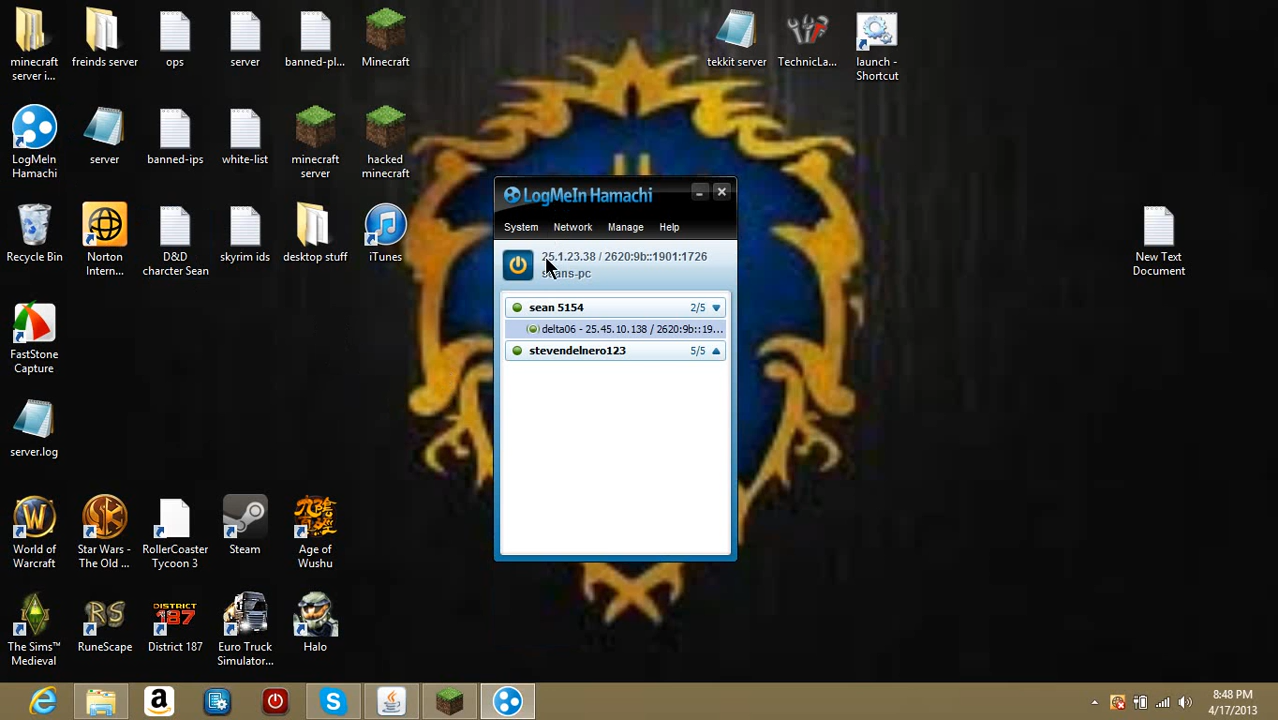 minecraft server i...
freinds server
ops
server
banned-pl...
Minecraft
tekkit server
TechnicLa...
launch - Shortcut
LogMeIn Hamachi
server
banned-ips
white-list
minecraft server
hacked minecraft
Recycle Bin
Norton Intern...
D&D charcter Sean
skyrim ids
desktop stuff
iTunes
New Text Document
FastStone Capture
server.log
World of Warcraft
Star Wars - The Old ...
RollerCoaster Tycoon 3
Steam
Age of Wushu
The Sims™ Medieval
RuneScape
District 187
Euro Truck Simulator...
Halo
RS
DISTRICT 187
LogMeIn Hamachi
System Network Manage Help
25.1.23.38 / 2620:9b::1901:1726
seans-pc
sean 5154 2/5
delta06 - 25.45.10.138 / 2620:9b::19...
stevendelnero123 5/5
8:48 PM
4/17/2013